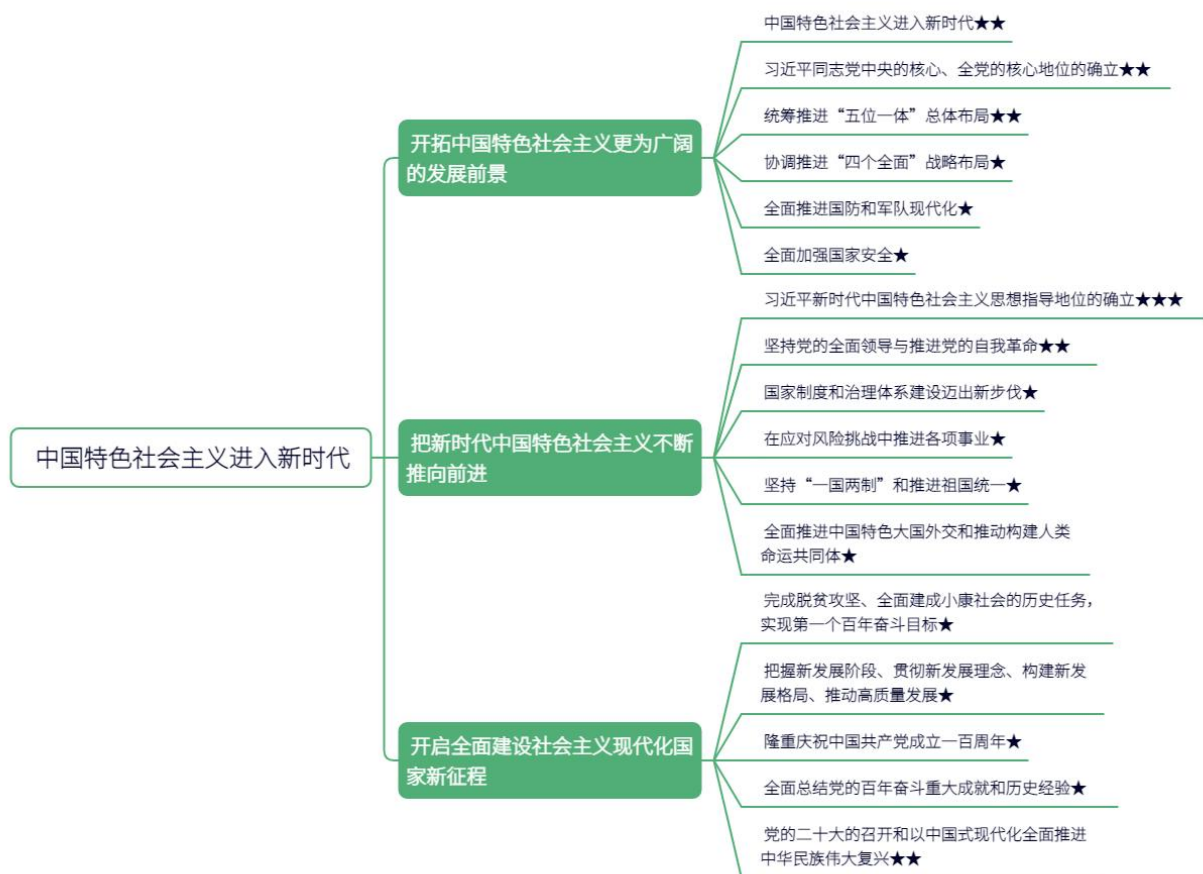 中国特色社会主义进入新时代
开拓中国特色社会主义更为广阔
的发展前景
中国特色社会主义进入新时代★★
习近平同志党中央的核心、全党的核心地位的确立★★
统筹推进“五位一体”总体布局★★
协调推进“四个全面”战略布局★
全面推进国防和军队现代化★
全面加强国家安全★
把新时代中国特色社会主义不断
推向前进
习近平新时代中国特色社会主义思想指导地位的确立★★★
坚持党的全面领导与推进党的自我革命★★
国家制度和治理体系建设迈出新步伐★
在应对风险挑战中推进各项事业★
坚持“一国两制”和推进祖国统一★
全面推进中国特色大国外交和推动构建人类
命运共同体★
开启全面建设社会主义现代化国
家新征程
完成脱贫攻坚、全面建成小康社会的历史任务，
实现第一个百年奋斗目标★
把握新发展阶段、贯彻新发展理念、构建新发
展格局、推动高质量发展★
隆重庆祝中国共产党成立一百周年★
全面总结党的百年奋斗重大成就和历史经验★
党的二十大的召开和以中国式现代化全面推进
中华民族伟大复兴★★